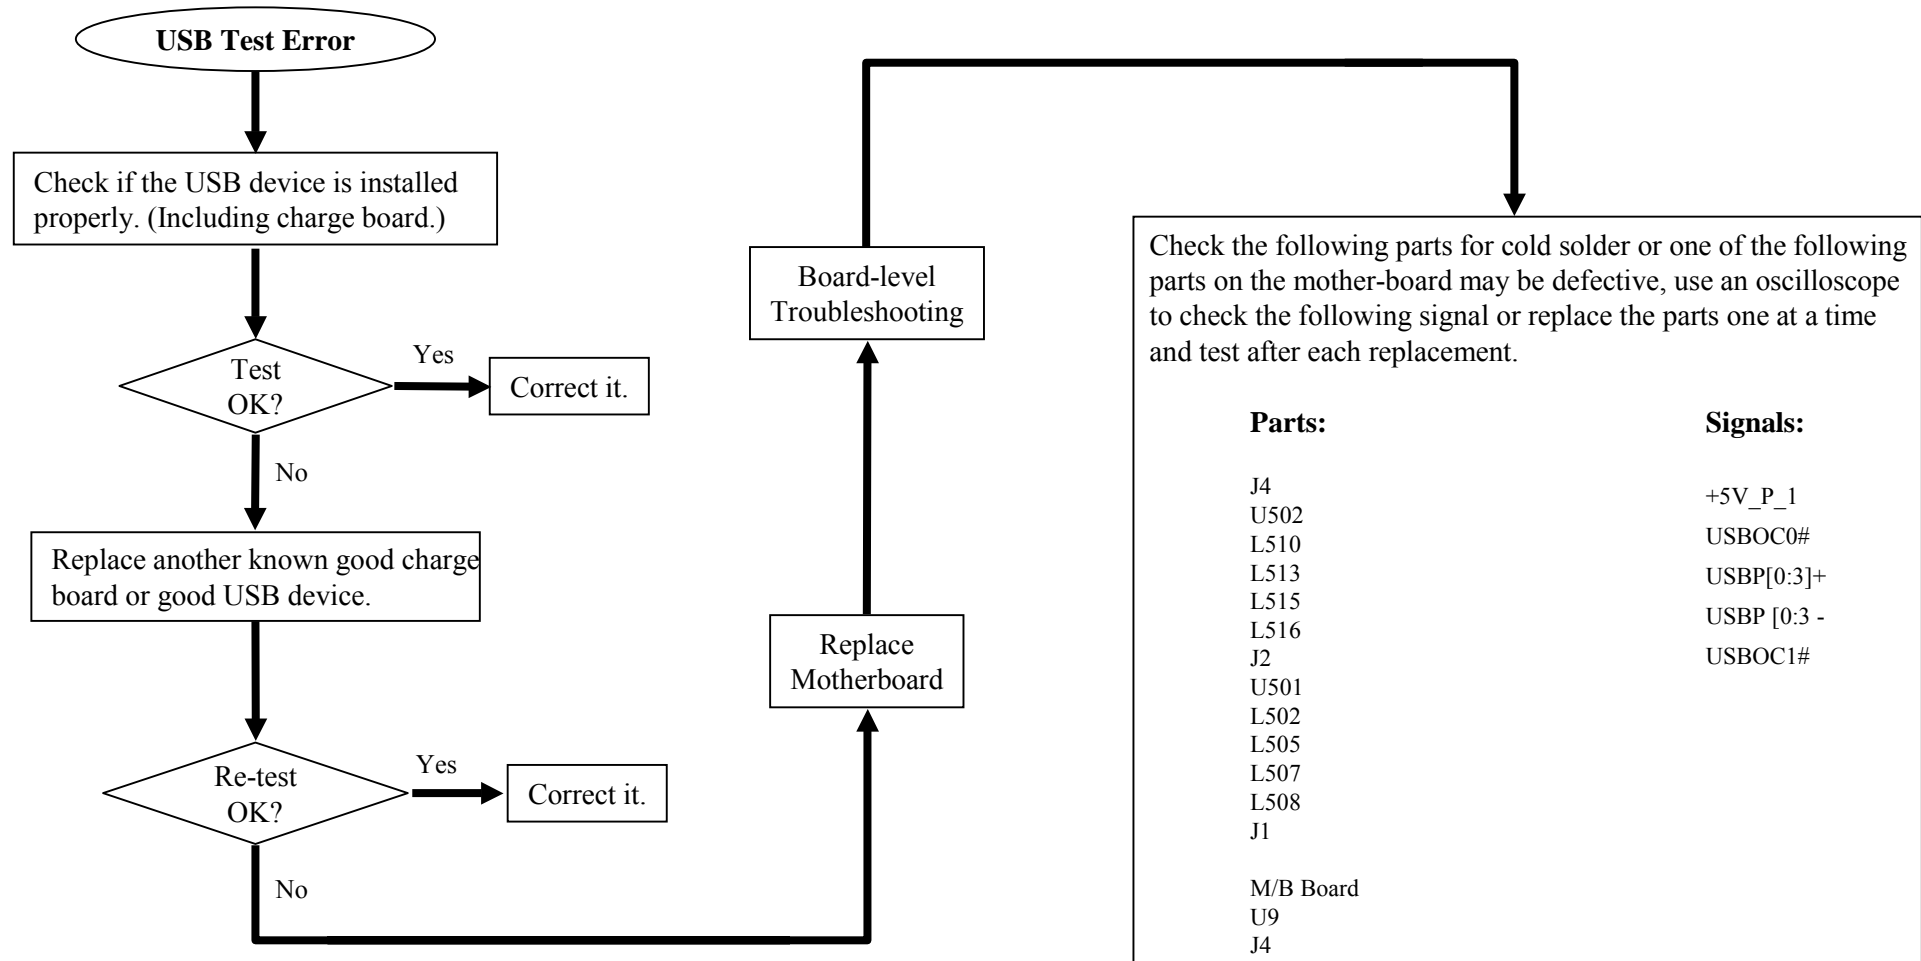 USB Test Error
Check if the USB device is installed
properly. (Including charge board.)
Test
OK?
Yes
Correct it.
No
Replace another known good charge
board or good USB device.
Re-test
OK?
Yes
Correct it.
No
Replace
Motherboard
Board-level
Troubleshooting
Check the following parts for cold solder or one of the following
parts on the mother-board may be defective, use an oscilloscope
to check the following signal or replace the parts one at a time
and test after each replacement.
Parts:
J4
U502
L510
L513
L515
L516
J2
U501
L502
L505
L507
L508
J1
M/B Board
U9
J4
Signals:
+5V_P_1
USBOC0#
USBP[0:3]+
USBP [0:3 -
USBOC1#